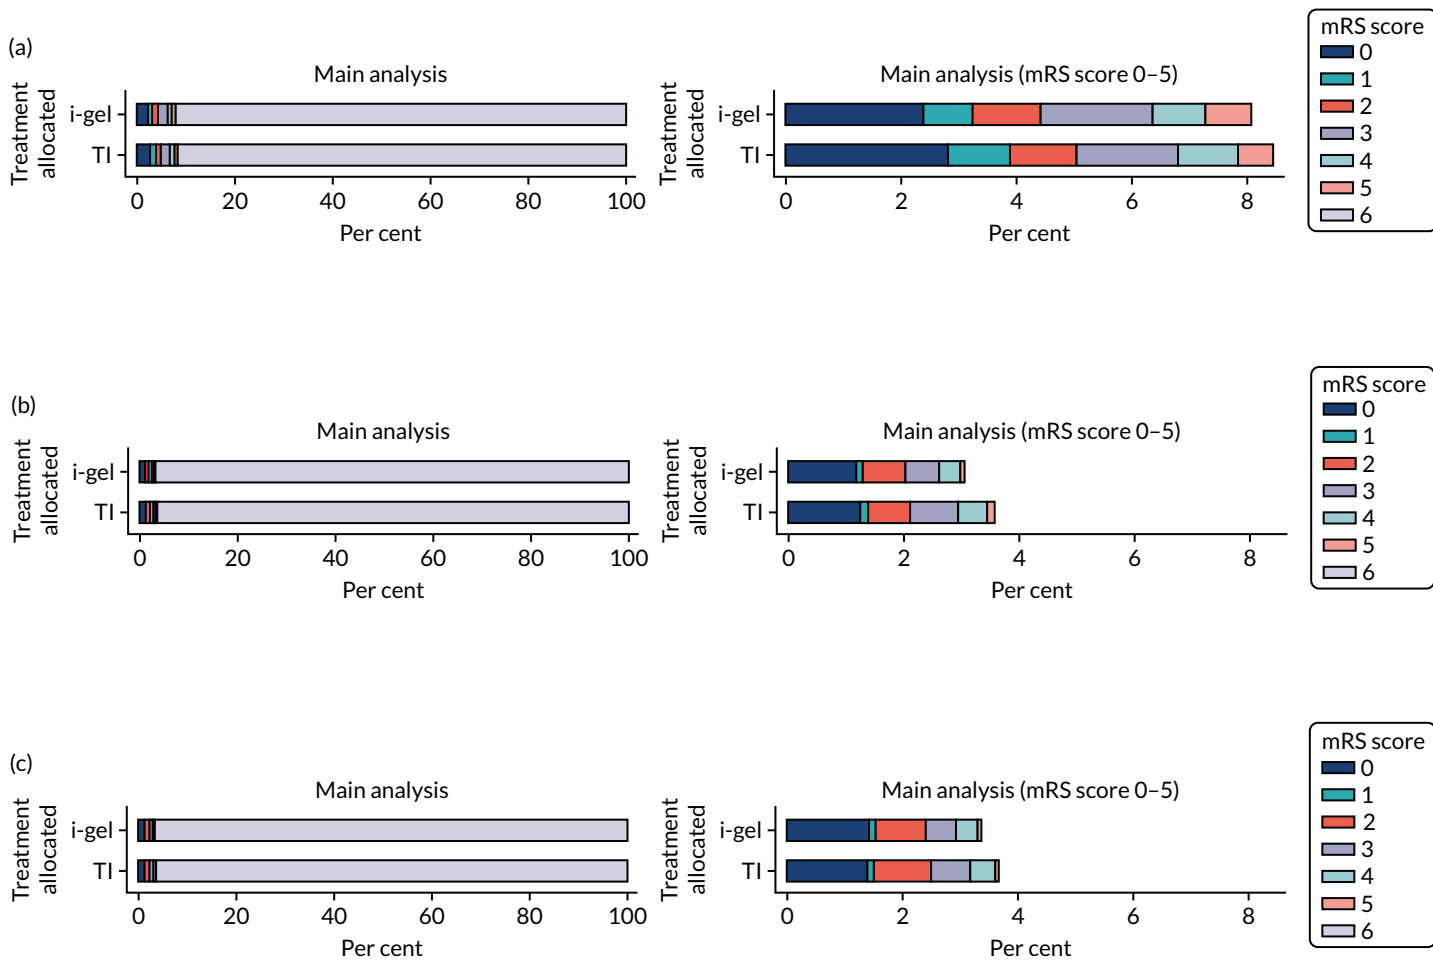 (a)
Main analysis
Treatment
allocated
i-gel
TI
0 20 40 60 80 100
Per cent
Main analysis (mRS score 0–5)
Treatment
allocated
i-gel
TI
0 2 4 6 8
Per cent
mRS score
0
1
2
3
4
5
6
(b)
Main analysis
Treatment
allocated
i-gel
TI
0 20 40 60 80 100
Per cent
Main analysis (mRS score 0–5)
Treatment
allocated
i-gel
TI
0 2 4 6 8
Per cent
mRS score
0
1
2
3
4
5
6
(c)
Main analysis
Treatment
allocated
i-gel
TI
0 20 40 60 80 100
Per cent
Main analysis (mRS score 0–5)
Treatment
allocated
i-gel
TI
0 2 4 6 8
Per cent
mRS score
0
1
2
3
4
5
6